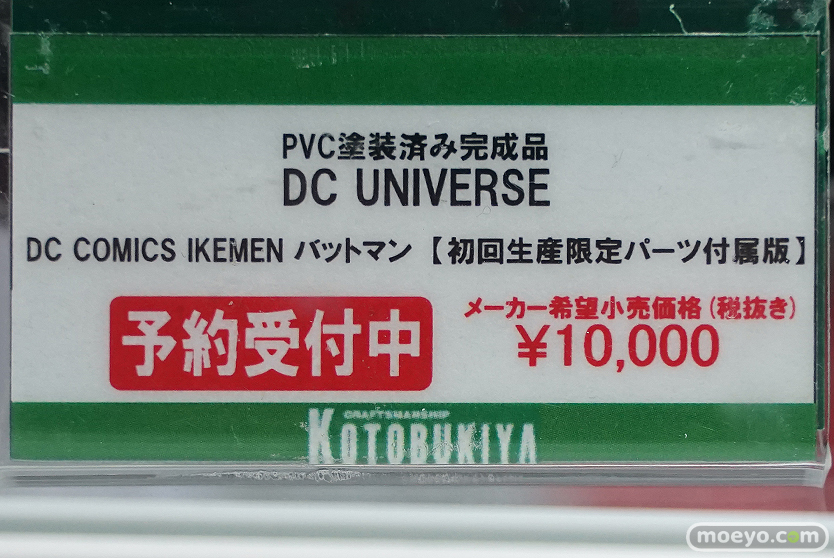 PVC塗装済み完成品
DC UNIVERSE
DC COMICS IKEMEN バットマン【初回生産限定パーツ付属版】
予約受付中
メーカー希望小売価格(税抜き)
¥10,000
CRAFTSMANSHIP
KOTOBUKIYA
moeyo.com